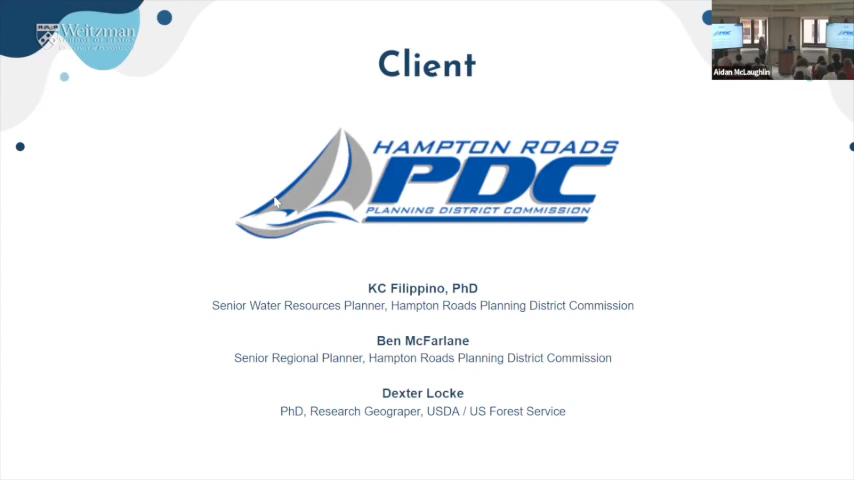 Weitzman
Client
Aidan McLaughlin
HAMPTON ROADS
PDC
PLANNING DISTRICT COMMISSION
KC Filippino, PhD
Senior Water Resources Planner, Hampton Roads Planning District Commission
Ben McFarlane
Senior Regional Planner, Hampton Roads Planning District Commission
Dexter Locke
PhD, Research Geograper, USDA / US Forest Service